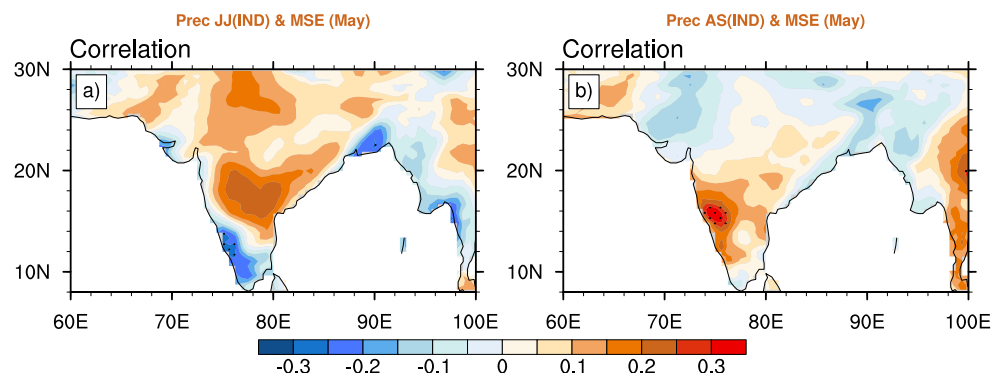 Prec JJ(IND) & MSE (May)
Prec AS(IND) & MSE (May)
Correlation
Correlation
30N
a)
20N
10N
60E 70E 80E 90E 100E
30N
b)
20N
10N
60E 70E 80E 90E 100E
-0.3 -0.2 -0.1 0 0.1 0.2 0.3